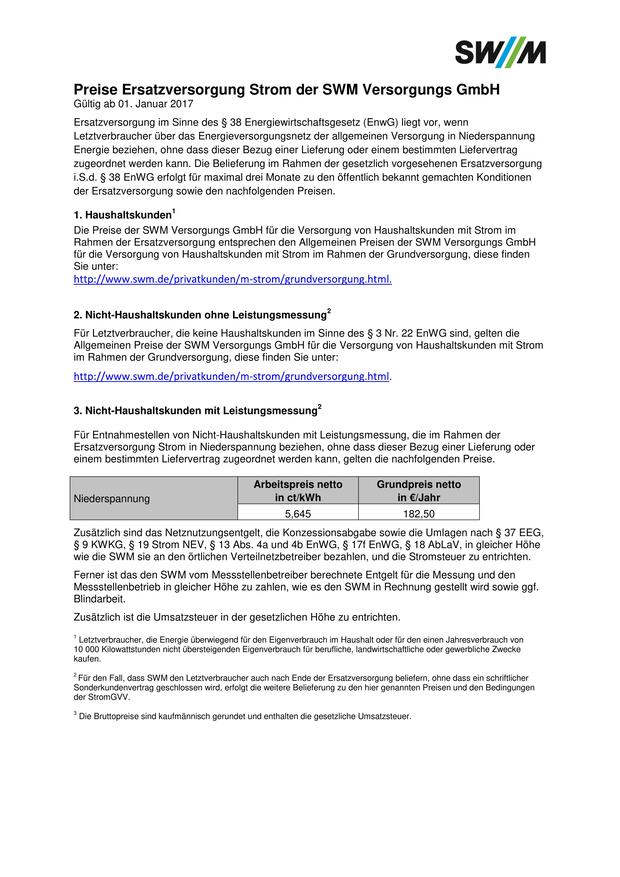 SWM
Preise Ersatzversorgung Strom der SWM Versorgungs GmbH
Gültig ab 01. Januar 2017
Ersatzversorgung im Sinne des § 38 Energiewirtschaftsgesetz (EnwG) liegt vor, wenn
Letztverbraucher über das Energieversorgungsnetz der allgemeinen Versorgung in Niederspannung
Energie beziehen, ohne dass dieser Bezug einer Lieferung oder einem bestimmten Liefervertrag
zugeordnet werden kann. Die Belieferung im Rahmen der gesetzlich vorgesehenen Ersatzversorgung
i.S.d. § 38 EnWG erfolgt für maximal drei Monate zu den öffentlich bekannt gemachten Konditionen
der Ersatzversorgung sowie den nachfolgenden Preisen.
1. Haushaltskunden¹
Die Preise der SWM Versorgungs GmbH für die Versorgung von Haushaltskunden mit Strom im
Rahmen der Ersatzversorgung entsprechen den Allgemeinen Preisen der SWM Versorgungs GmbH
für die Versorgung von Haushaltskunden mit Strom im Rahmen der Grundversorgung, diese finden
Sie unter:
http://www.swm.de/privatkunden/m-strom/grundversorgung.html.
2. Nicht-Haushaltskunden ohne Leistungsmessung²
Für Letztverbraucher, die keine Haushaltskunden im Sinne des § 3 Nr. 22 EnWG sind, gelten die
Allgemeinen Preise der SWM Versorgungs GmbH für die Versorgung von Haushaltskunden mit Strom
im Rahmen der Grundversorgung, diese finden Sie unter:
http://www.swm.de/privatkunden/m-strom/grundversorgung.html.
3. Nicht-Haushaltskunden mit Leistungsmessung²
Für Entnahmestellen von Nicht-Haushaltskunden mit Leistungsmessung, die im Rahmen der
Ersatzversorgung Strom in Niederspannung beziehen, ohne dass dieser Bezug einer Lieferung oder
einem bestimmten Liefervertrag zugeordnet werden kann, gelten die nachfolgenden Preise.
Arbeitspreis netto Grundpreis netto
Niederspannung in ct/kWh in €/Jahr
5,645 182,50
Zusätzlich sind das Netznutzungsentgelt, die Konzessionsabgabe sowie die Umlagen nach § 37 EEG,
§ 9 KWKG, § 19 Strom NEV, § 13 Abs. 4a und 4b EnWG, § 17f EnWG, § 18 AbLaV, in gleicher Höhe
wie die SWM sie an den örtlichen Verteilnetzbetreiber bezahlen, und die Stromsteuer zu entrichten.
Ferner ist das den SWM vom Messstellenbetreiber berechnete Entgelt für die Messung und den
Messstellenbetrieb in gleicher Höhe zu zahlen, wie es den SWM in Rechnung gestellt wird sowie ggf.
Blindarbeit.
Zusätzlich ist die Umsatzsteuer in der gesetzlichen Höhe zu entrichten.
¹ Letztverbraucher, die Energie überwiegend für den Eigenverbrauch im Haushalt oder für den einen Jahresverbrauch von
10 000 Kilowattstunden nicht übersteigenden Eigenverbrauch für berufliche, landwirtschaftliche oder gewerbliche Zwecke
kaufen.
² Für den Fall, dass SWM den Letztverbraucher auch nach Ende der Ersatzversorgung beliefern, ohne dass ein schriftlicher
Sonderkundenvertrag geschlossen wird, erfolgt die weitere Belieferung zu den hier genannten Preisen und den Bedingungen
der StromGVV.
³ Die Bruttopreise sind kaufmännisch gerundet und enthalten die gesetzliche Umsatzsteuer.